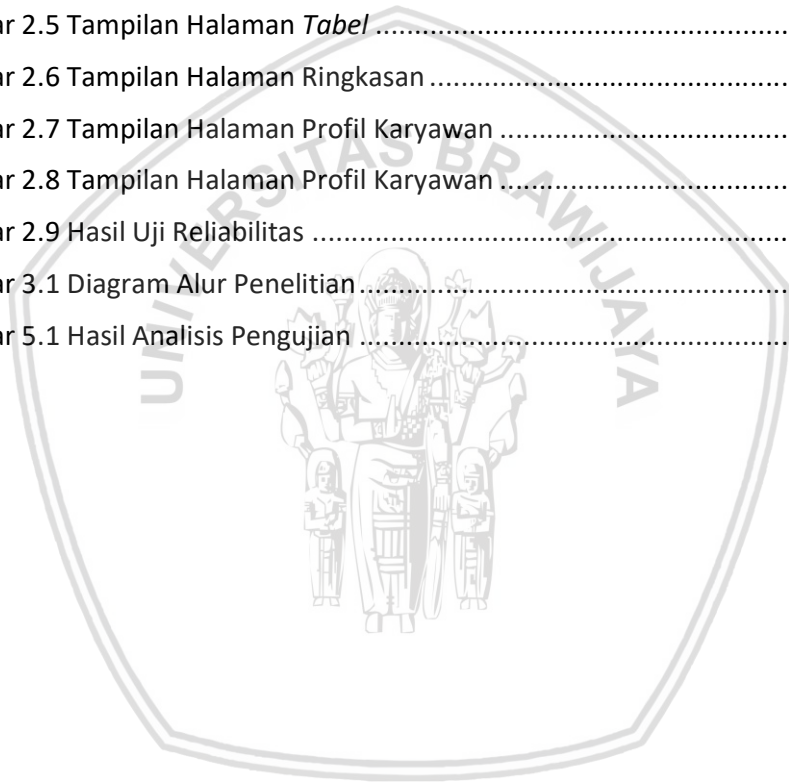 ar 2.5 Tampilan Halaman Tabel ................................................................
ar 2.6 Tampilan Halaman Ringkasan ........................................................
ar 2.7 Tampilan Halaman Profil Karyawan .............................................
ar 2.8 Tampilan Halaman Profil Karyawan .............................................
ar 2.9 Hasil Uji Reliabilitas .........................................................................
ar 3.1 Diagram Alur Penelitian ..................................................................
ar 5.1 Hasil Analisis Pengujian ..................................................................
UNIVERSITAS BRAWIJAYA